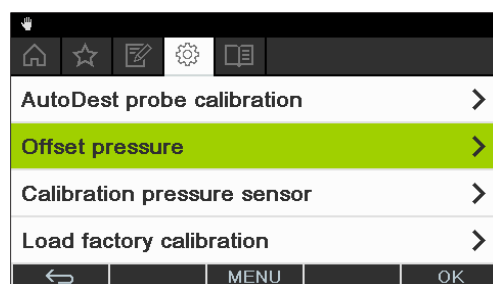 AutoDest probe calibration
Offset pressure
Calibration pressure sensor
Load factory calibration
MENU OK